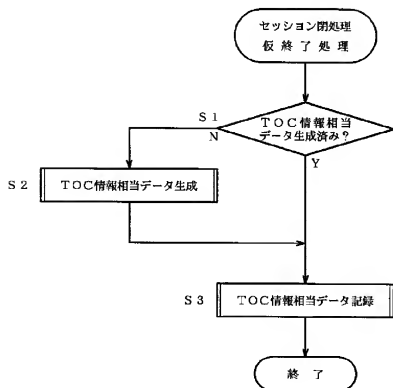 セッション閉処理
仮終了処理
S1
TOC情報相当
データ生成済み?
N
Y
S2
TOC情報相当データ生成
S3
TOC情報相当データ記録
終了